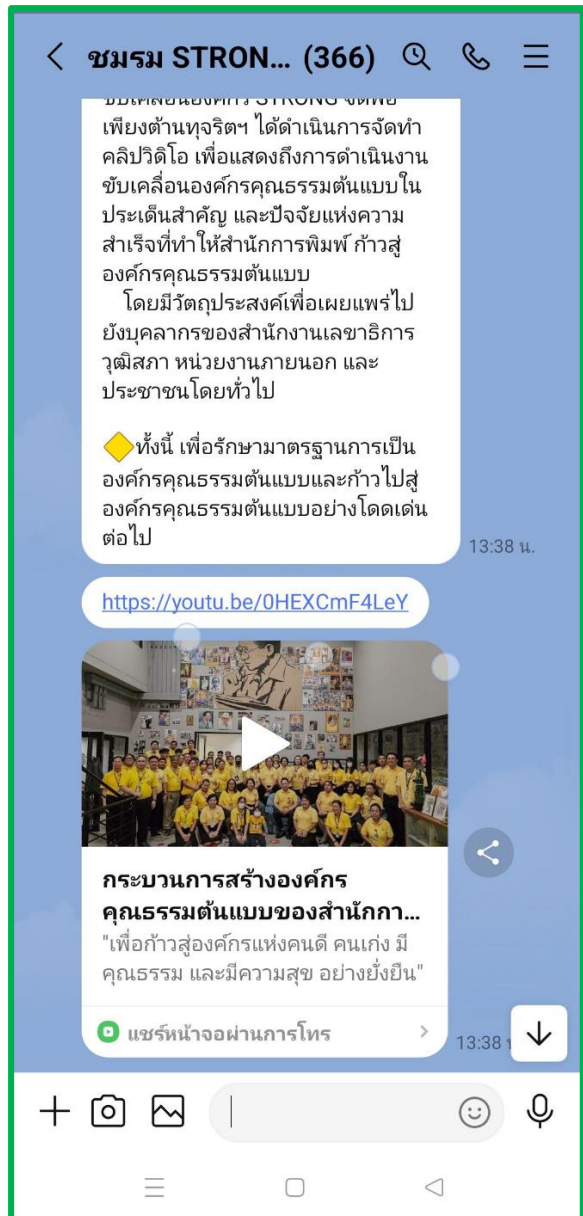 ชมรม STRON... (366)
ขับเคลื่อนองค์กร STRONG จิตพอ
เพียงต้านทุจริตฯ ได้ดำเนินการจัดทำ
คลิปวิดิโอ เพื่อแสดงถึงการดำเนินงาน
ขับเคลื่อนองค์กรคุณธรรมต้นแบบใน
ประเด็นสำคัญ และปัจจัยแห่งความ
สำเร็จที่ทำให้สำนักการพิมพ์ ก้าวสู่
องค์กรคุณธรรมต้นแบบ
โดยมีวัตถุประสงค์เพื่อเผยแพร่ไป
ยังบุคลากรของสำนักงานเลขาธิการ
วุฒิสภา หน่วยงานภายนอก และ
ประชาชนโดยทั่วไป
🔶ทั้งนี้ เพื่อรักษามาตรฐานการเป็น
องค์กรคุณธรรมต้นแบบและก้าวไปสู่
องค์กรคุณธรรมต้นแบบอย่างโดดเด่น
ต่อไป
13:38 น.
https://youtu.be/0HEXCmF4LeY
กระบวนการสร้างองค์กร
คุณธรรมต้นแบบของสำนักกา...
"เพื่อก้าวสู่องค์กรแห่งคนดี คนเก่ง มี
คุณธรรม และมีความสุข อย่างยั่งยืน"
แชร์หน้าจอผ่านการโทร
13:38